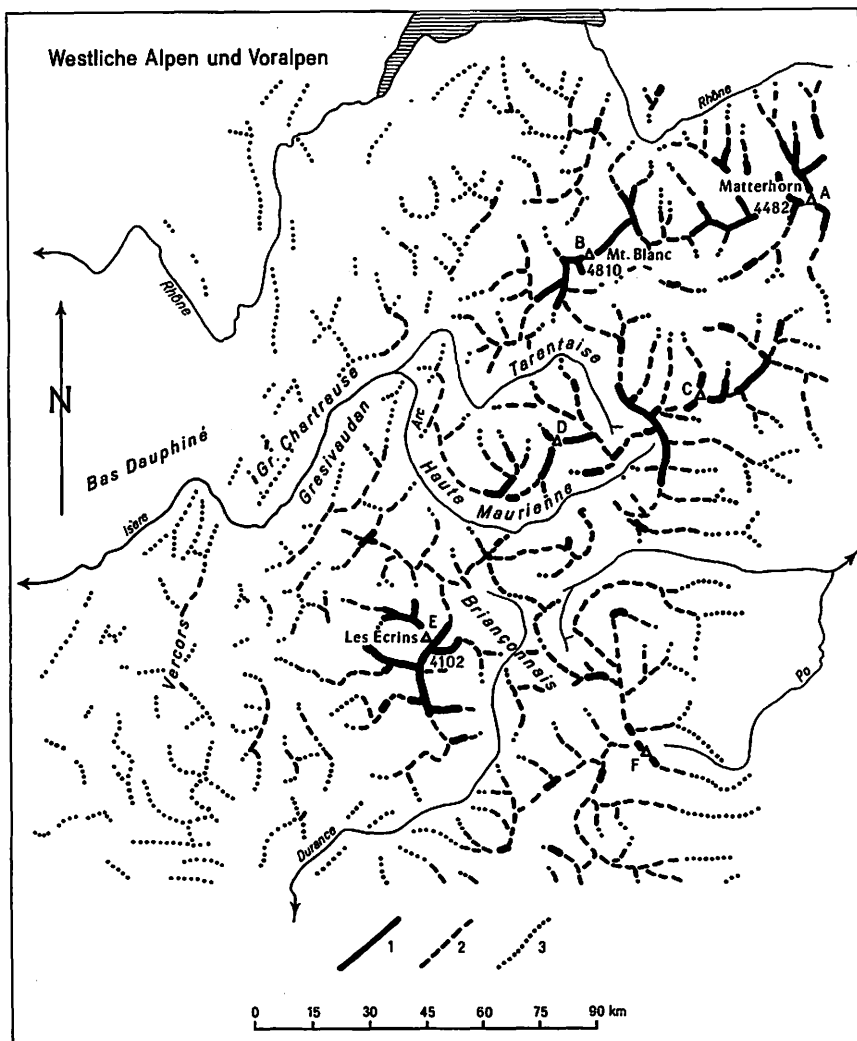 Westliche Alpen und Voralpen
Rhône
Matterhorn
A
4482
B
Mt. Blanc
4810
Rhône
N
Tarentaise
C
Gr. Chartreuse
Gresivaudan
Arc
D
Bas Dauphiné
Haute
Maurienne
Isère
Vercors
Briançonnais
E
Les Ecrins
4102
Po
F
Durance
1 2 3
0 15 30 45 60 75 90 km